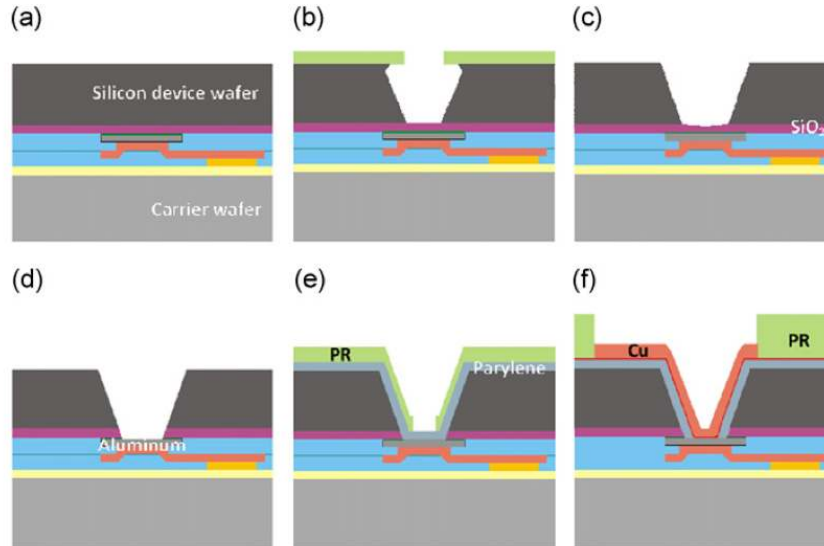 (a)
(b)
(c)
Silicon device wafer
SiO₂
Carrier wafer
(d)
(e)
(f)
PR
Parylene
Cu
PR
Aluminum